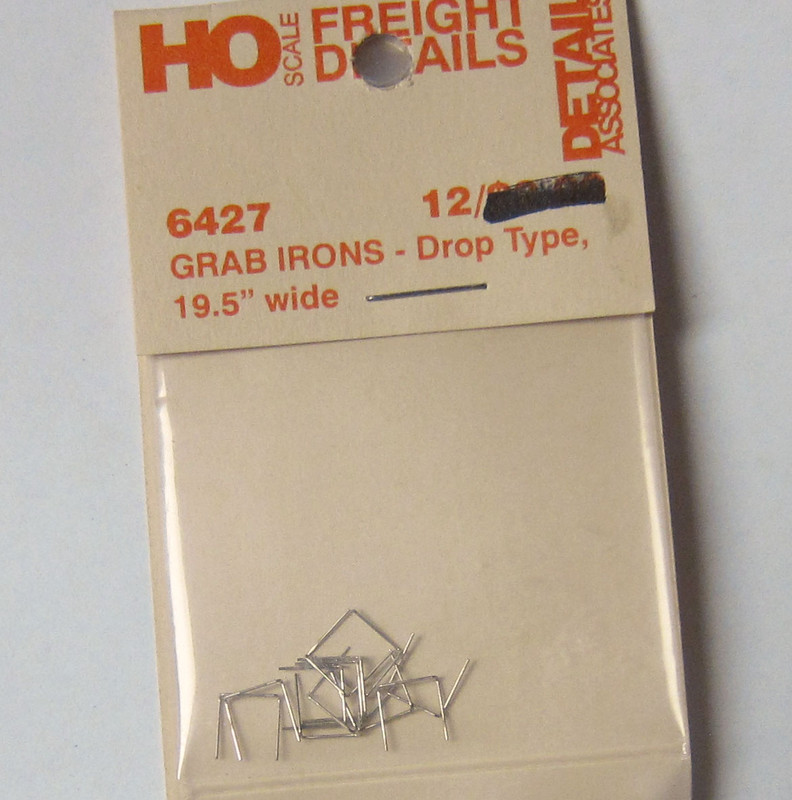 HO
SCALE
FREIGHT
DETAILS
DETAIL
ASSOCIATES
6427 12/$
GRAB IRONS - Drop Type,
19.5” wide